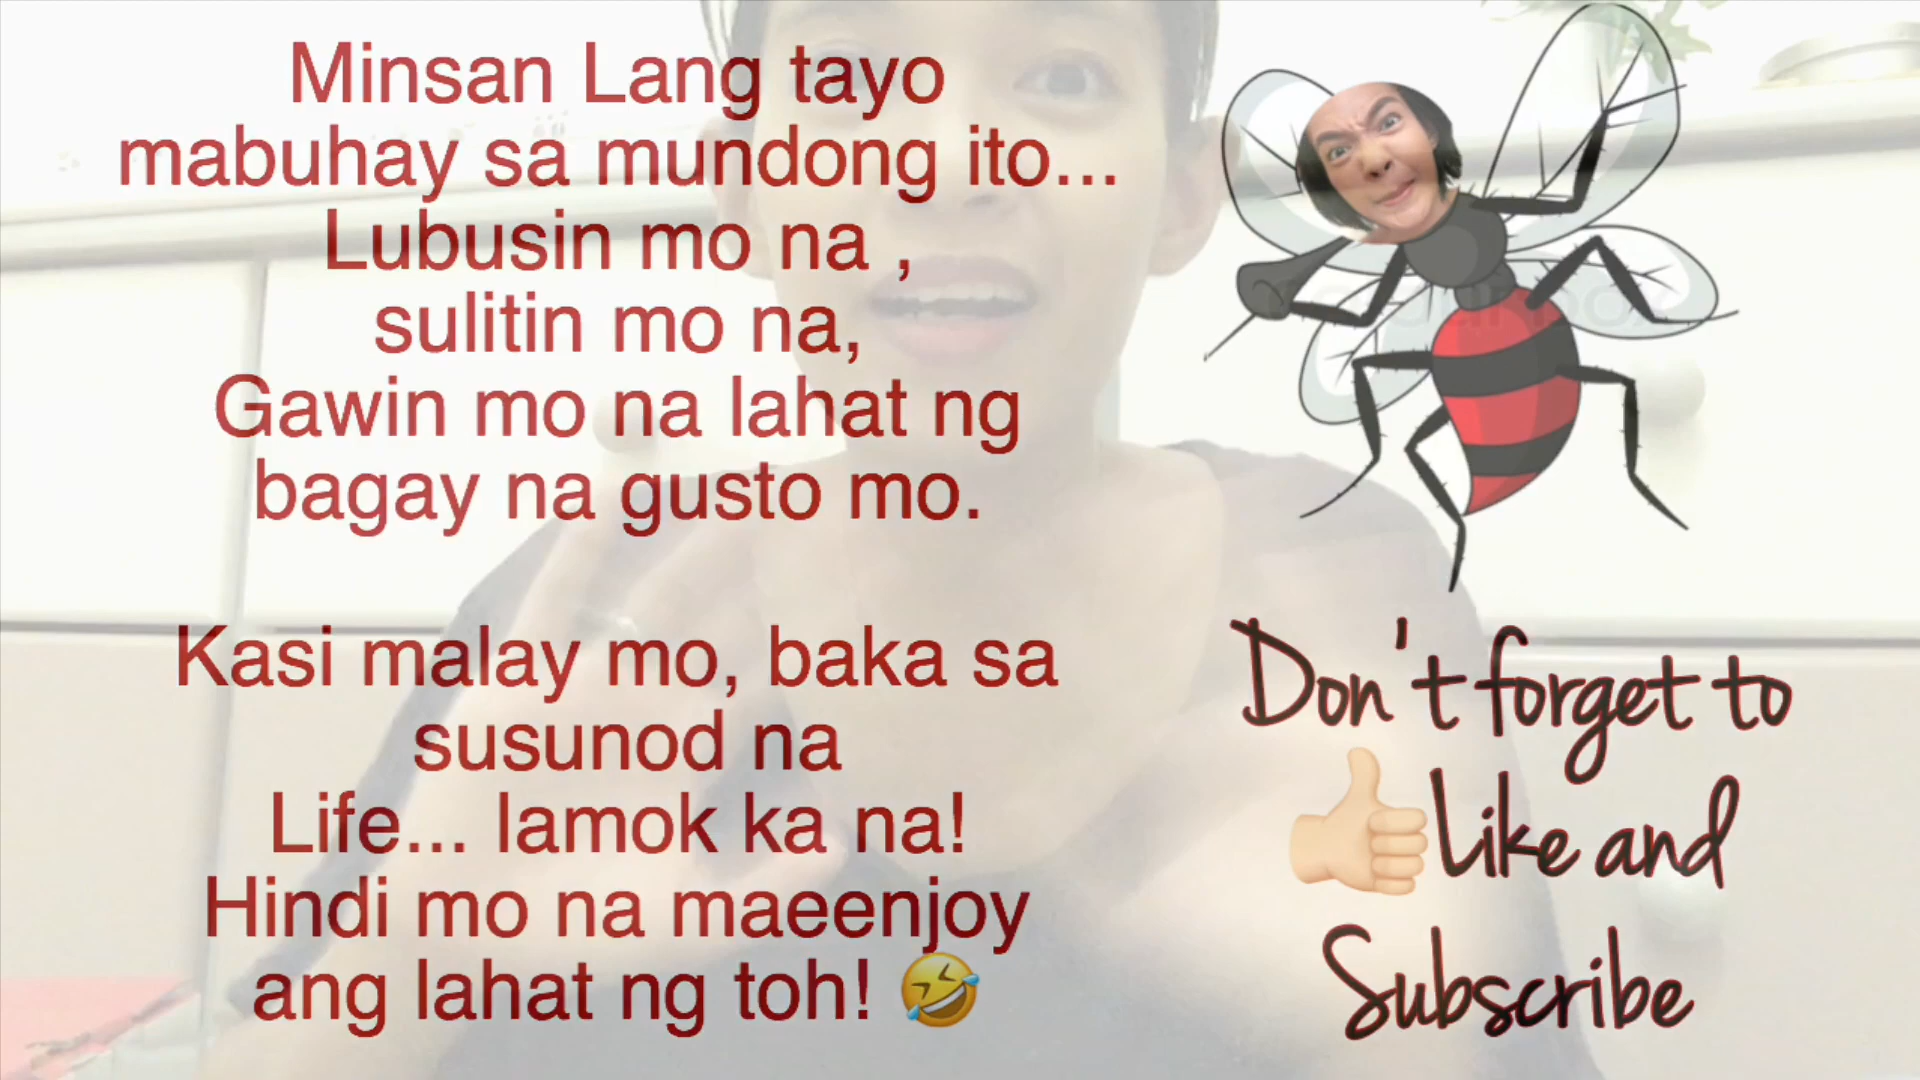 Minsan Lang tayo
mabuhay sa mundong ito...
Lubusin mo na ,
sulitin mo na,
Gawin mo na lahat ng
bagay na gusto mo.
Kasi malay mo, baka sa
susunod na
Life... lamok ka na!
Hindi mo na maeenjoy
ang lahat ng toh! 🤣
Don't forget to
👍🏻Like and
Subscribe